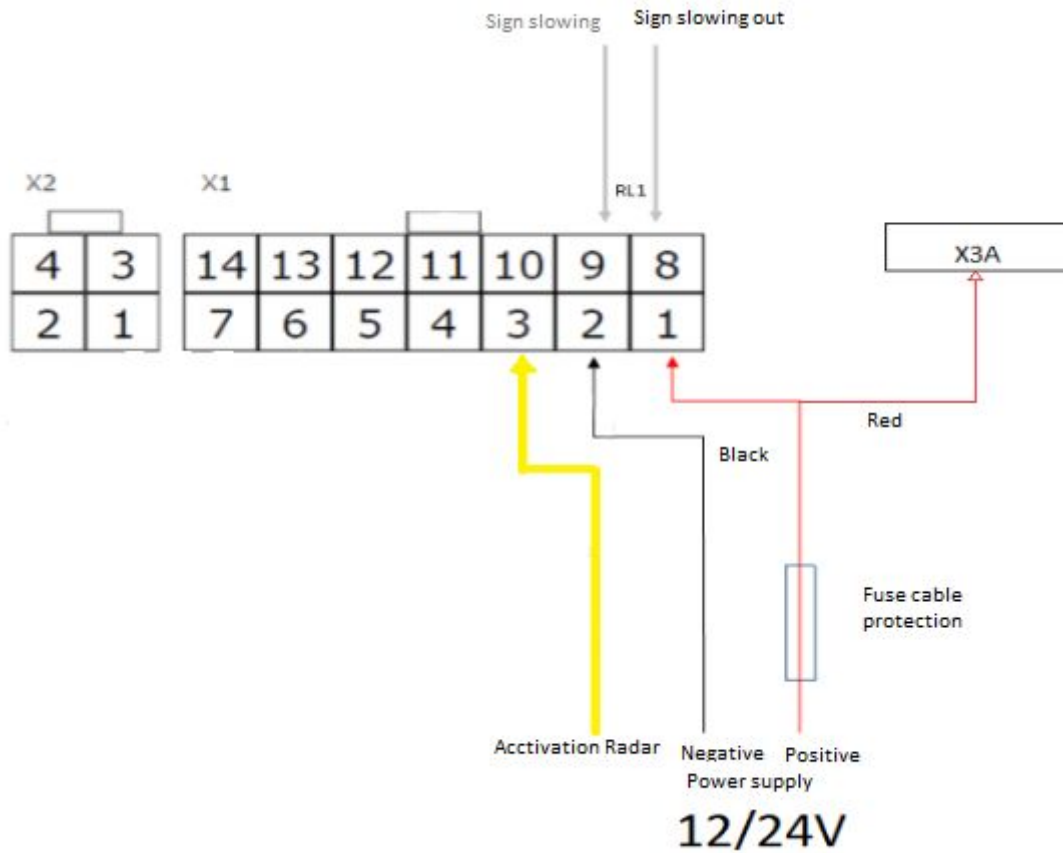 Sign slowing
Sign slowing out
X2
X1
RL1
4 3
14 13 12 11 10 9 8
X3A
2 1
7 6 5 4 3 2 1
Red
Black
Fuse cable
protection
Acctivation Radar
Negative
Positive
Power supply
12/24V